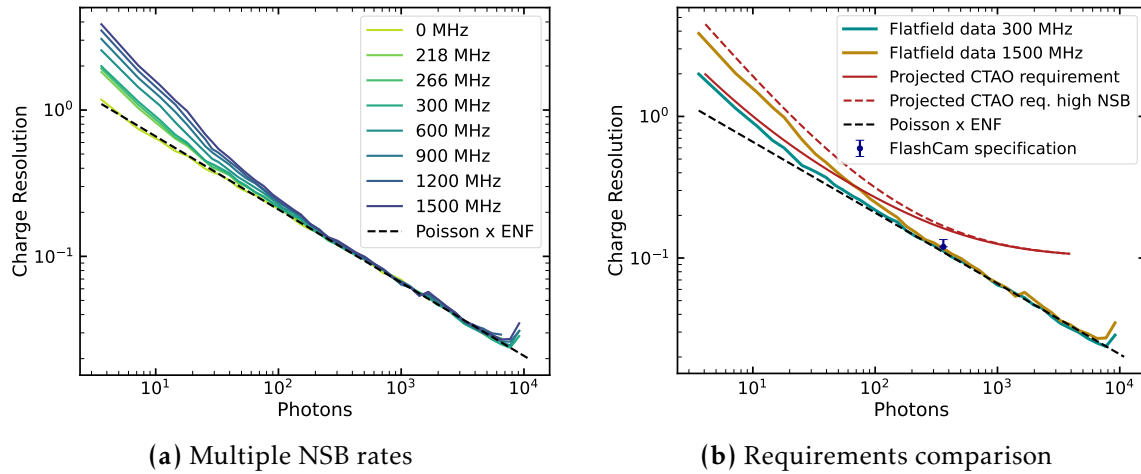 10⁰
10⁻¹
Charge Resolution
10¹
10²
10³
10⁴
Photons
0 MHz
218 MHz
266 MHz
300 MHz
600 MHz
900 MHz
1200 MHz
1500 MHz
Poisson x ENF
(a) Multiple NSB rates
10⁰
10⁻¹
Charge Resolution
10¹
10²
10³
10⁴
Photons
Flatfield data 300 MHz
Flatfield data 1500 MHz
Projected CTAO requirement
Projected CTAO req. high NSB
Poisson x ENF
FlashCam specification
(b) Requirements comparison